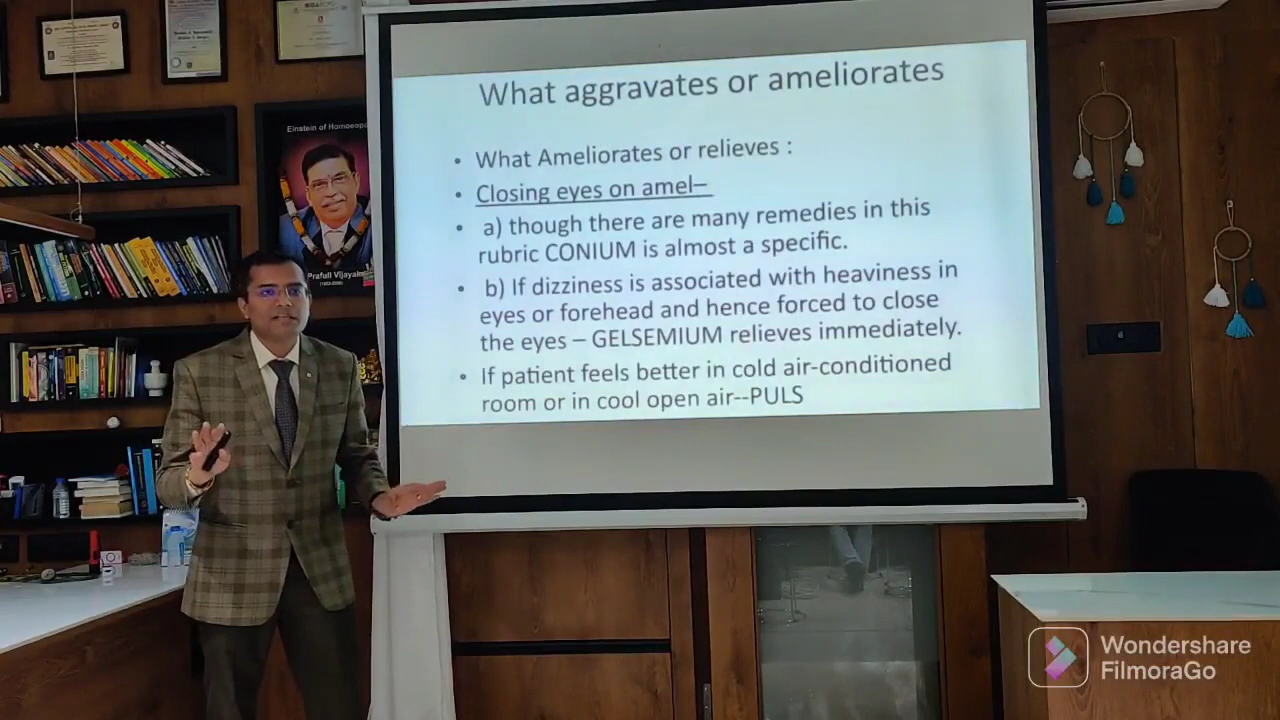 Einstein of Homoeopa
Prafull Vijayak
What aggravates or ameliorates
• What Ameliorates or relieves :
• Closing eyes on amel–
• a) though there are many remedies in this
rubric CONIUM is almost a specific.
• b) If dizziness is associated with heaviness in
eyes or forehead and hence forced to close
the eyes – GELSEMIUM relieves immediately.
• If patient feels better in cold air-conditioned
room or in cool open air--PULS
Wondershare
FilmoraGo